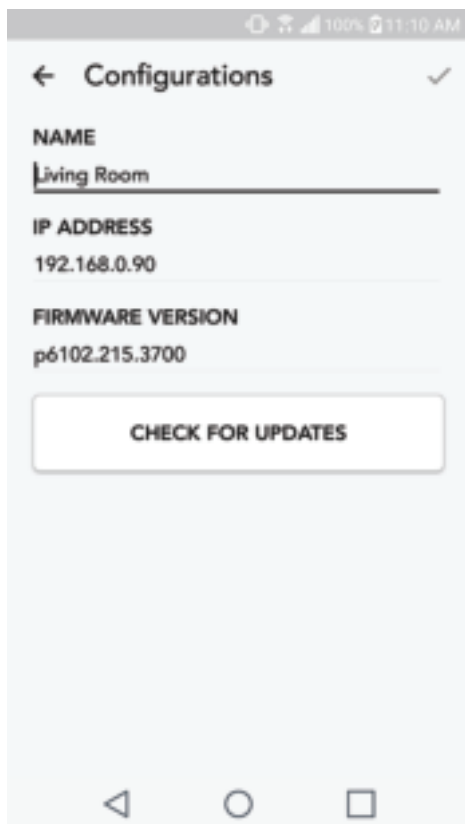 100% 11:10 AM
Configurations
NAME
Living Room
IP ADDRESS
192.168.0.90
FIRMWARE VERSION
p6102.215.3700
CHECK FOR UPDATES